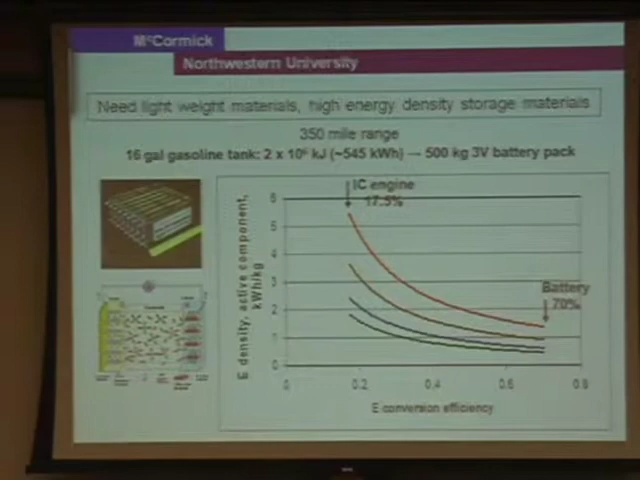 McCormick
Northwestern University
Need light weight materials, high energy density storage materials
350 mile range
16 gal gasoline tank: 2 x 10⁶ kJ (~545 kWh) — 500 kg 3V battery pack
IC engine
17.5%
Battery
70%
E density, active component,
kWh/kg
6
5
4
3
2
1
0
0 0.2 0.4 0.6 0.8
E conversion efficiency